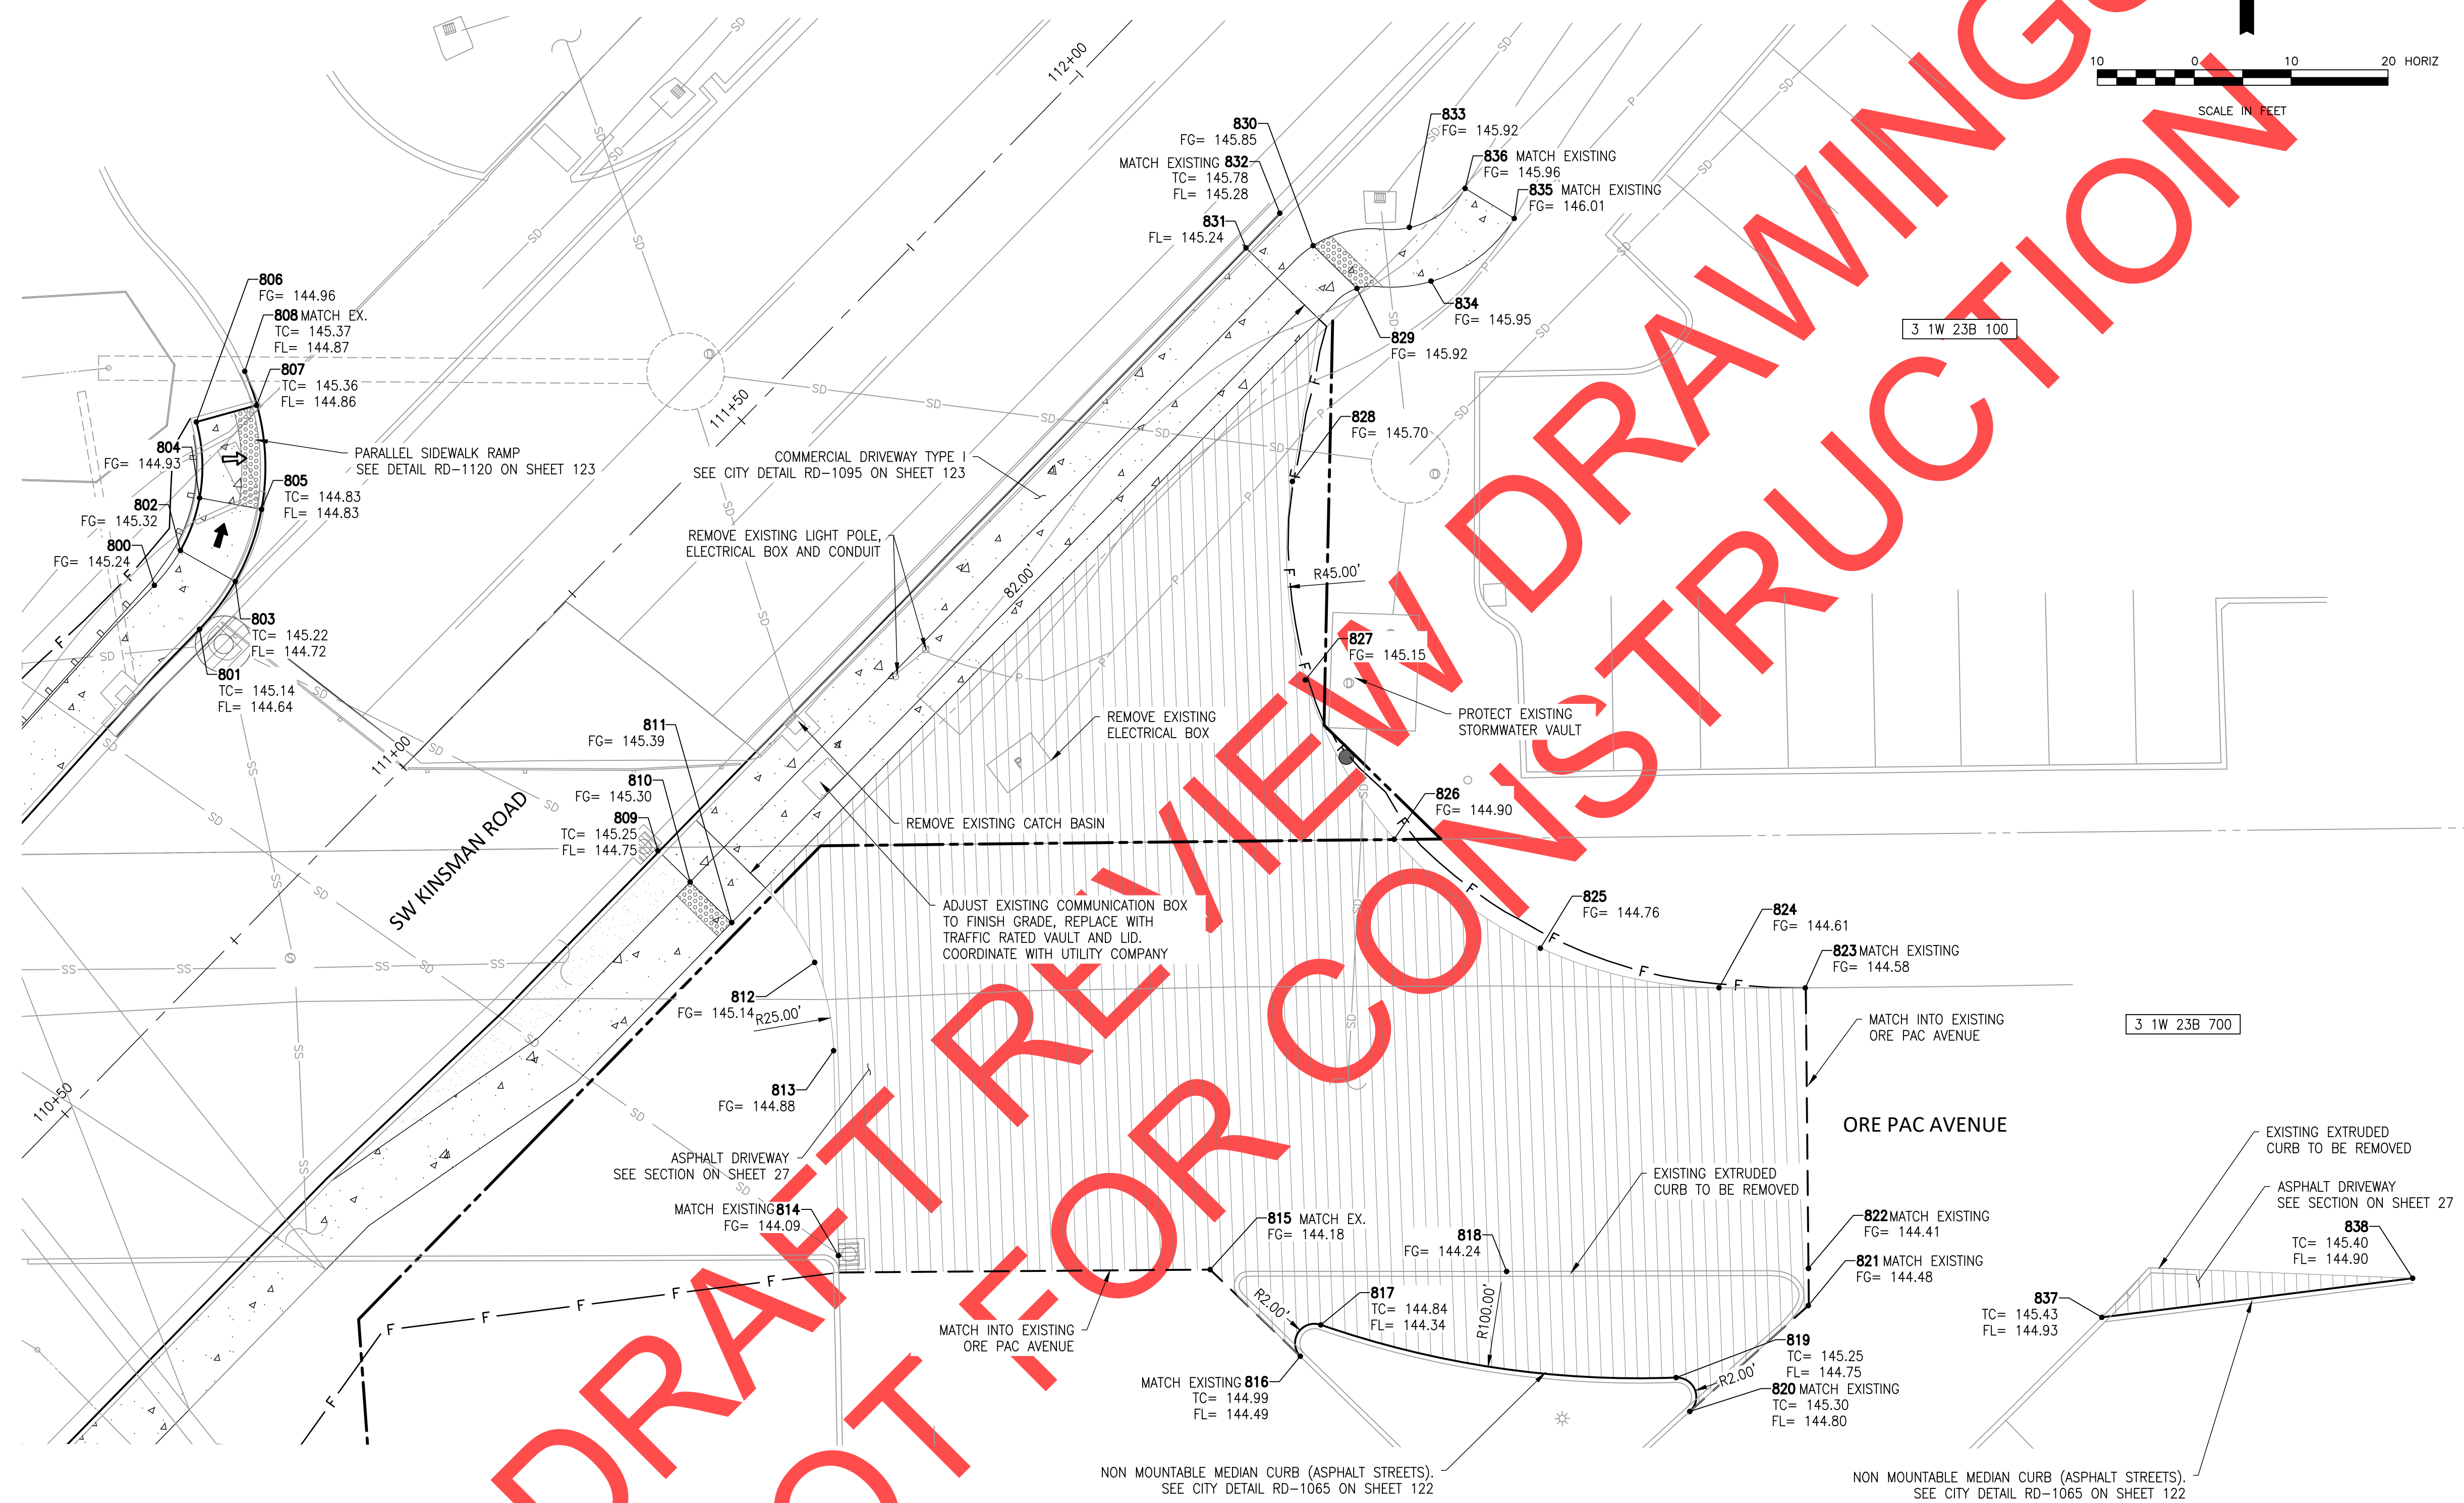 10 0 10 20 HORIZ
SCALE IN FEET
DRAFT REVIEW DRAWINGS
NOT FOR CONSTRUCTION
112+00
111+50
111+00
110+50
SW KINSMAN ROAD
ORE PAC AVENUE
806
FG= 144.96
808 MATCH EX.
TC= 145.37
FL= 144.87
807
TC= 145.36
FL= 144.86
804
FG= 144.93
PARALLEL SIDEWALK RAMP
SEE DETAIL RD-1120 ON SHEET 123
802
FG= 145.32
805
TC= 144.83
FL= 144.83
800
FG= 145.24
803
TC= 145.22
FL= 144.72
801
TC= 145.14
FL= 144.64
830
FG= 145.85
MATCH EXISTING 832
TC= 145.78
FL= 145.28
831
FL= 145.24
833
FG= 145.92
836 MATCH EXISTING
FG= 145.96
835 MATCH EXISTING
FG= 146.01
834
FG= 145.95
829
FG= 145.92
3 1W 23B 100
828
FG= 145.70
COMMERCIAL DRIVEWAY TYPE I
SEE CITY DETAIL RD-1095 ON SHEET 123
REMOVE EXISTING LIGHT POLE,
ELECTRICAL BOX AND CONDUIT
82.00'
R45.00'
827
FG= 145.15
PROTECT EXISTING
STORMWATER VAULT
REMOVE EXISTING
ELECTRICAL BOX
811
FG= 145.39
810
FG= 145.30
809
TC= 145.25
FL= 144.75
REMOVE EXISTING CATCH BASIN
826
FG= 144.90
ADJUST EXISTING COMMUNICATION BOX
TO FINISH GRADE, REPLACE WITH
TRAFFIC RATED VAULT AND LID.
COORDINATE WITH UTILITY COMPANY
825
FG= 144.76
824
FG= 144.61
823 MATCH EXISTING
FG= 144.58
812
FG= 145.14
R25.00'
MATCH INTO EXISTING
ORE PAC AVENUE
3 1W 23B 700
813
FG= 144.88
ASPHALT DRIVEWAY
SEE SECTION ON SHEET 27
MATCH EXISTING 814
FG= 144.09
EXISTING EXTRUDED
CURB TO BE REMOVED
815 MATCH EX.
FG= 144.18
818
FG= 144.24
822 MATCH EXISTING
FG= 144.41
821 MATCH EXISTING
FG= 144.48
R2.00'
817
TC= 144.84
FL= 144.34
R100.00'
MATCH INTO EXISTING
ORE PAC AVENUE
819
TC= 145.25
FL= 144.75
R2.00'
820 MATCH EXISTING
TC= 145.30
FL= 144.80
MATCH EXISTING 816
TC= 144.99
FL= 144.49
NON MOUNTABLE MEDIAN CURB (ASPHALT STREETS).
SEE CITY DETAIL RD-1065 ON SHEET 122
EXISTING EXTRUDED
CURB TO BE REMOVED
ASPHALT DRIVEWAY
SEE SECTION ON SHEET 27
838
TC= 145.40
FL= 144.90
837
TC= 145.43
FL= 144.93
NON MOUNTABLE MEDIAN CURB (ASPHALT STREETS).
SEE CITY DETAIL RD-1065 ON SHEET 122